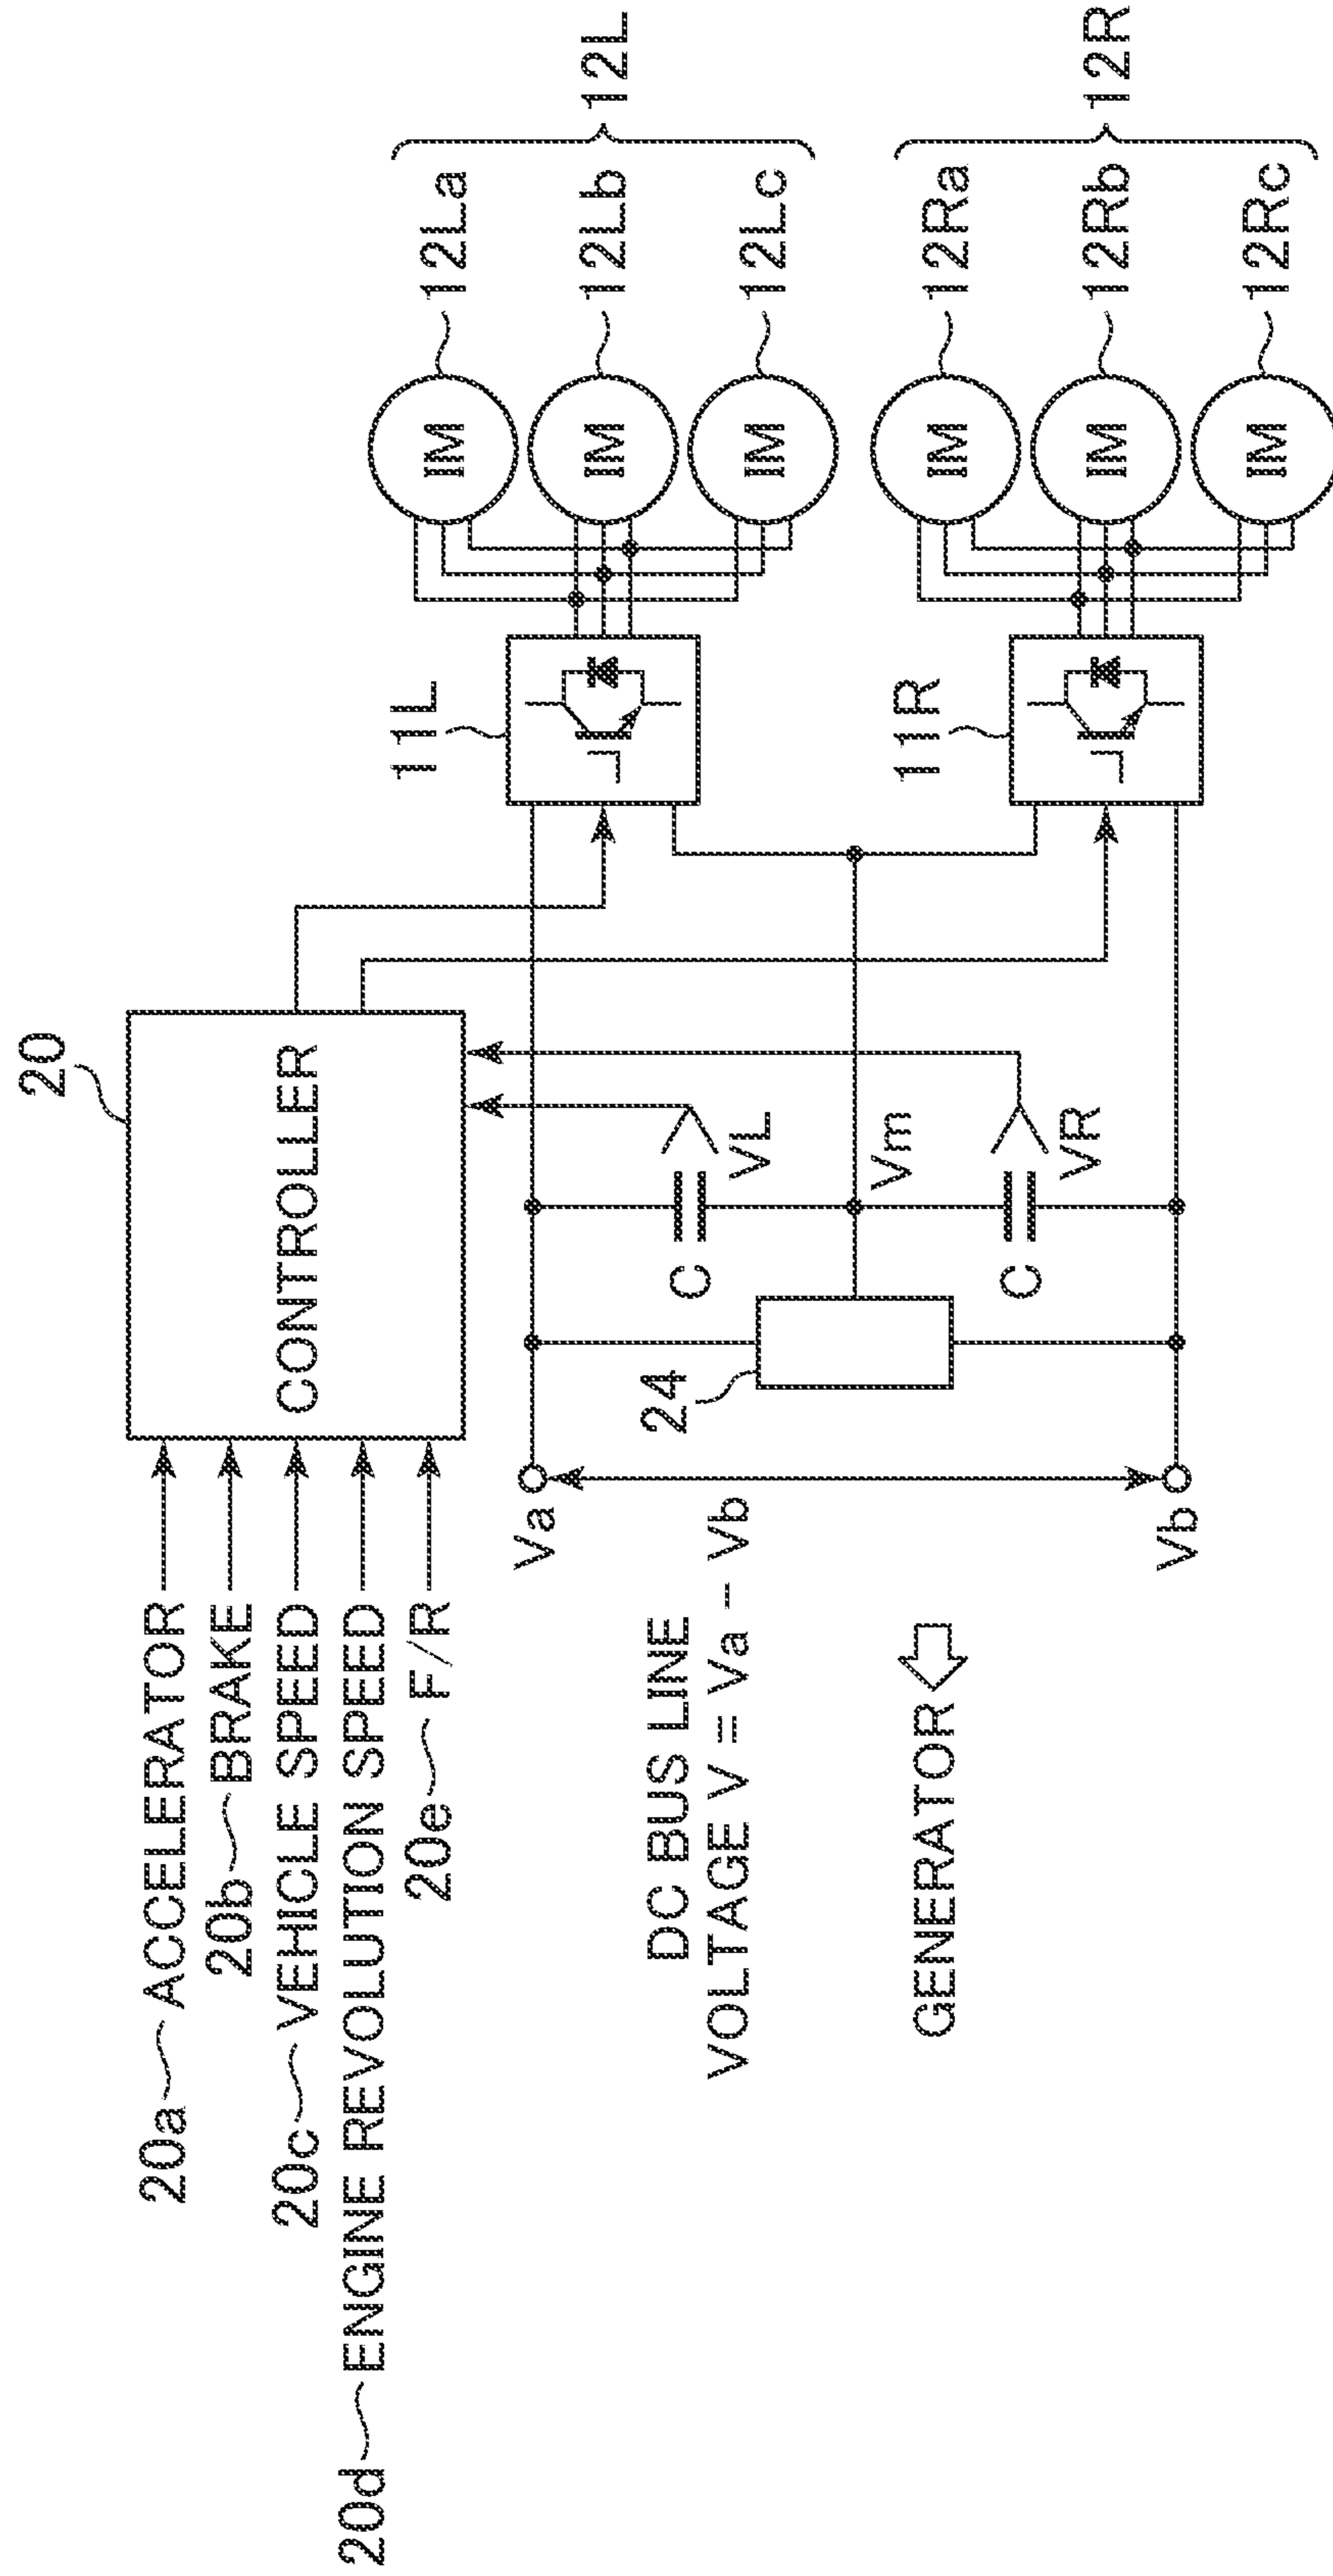 20
20a ACCELERATOR
20b BRAKE
20c VEHICLE SPEED
20d ENGINE REVOLUTION SPEED
20e F/R
CONTROLLER
11L
12La
12Lb
12Lc
12L
IM
IM
IM
Va
DC BUS LINE
VOLTAGE V = Va - Vb
24
C
VL
Vm
C
VR
GENERATOR
Vb
11R
12Ra
12Rb
12Rc
12R
IM
IM
IM